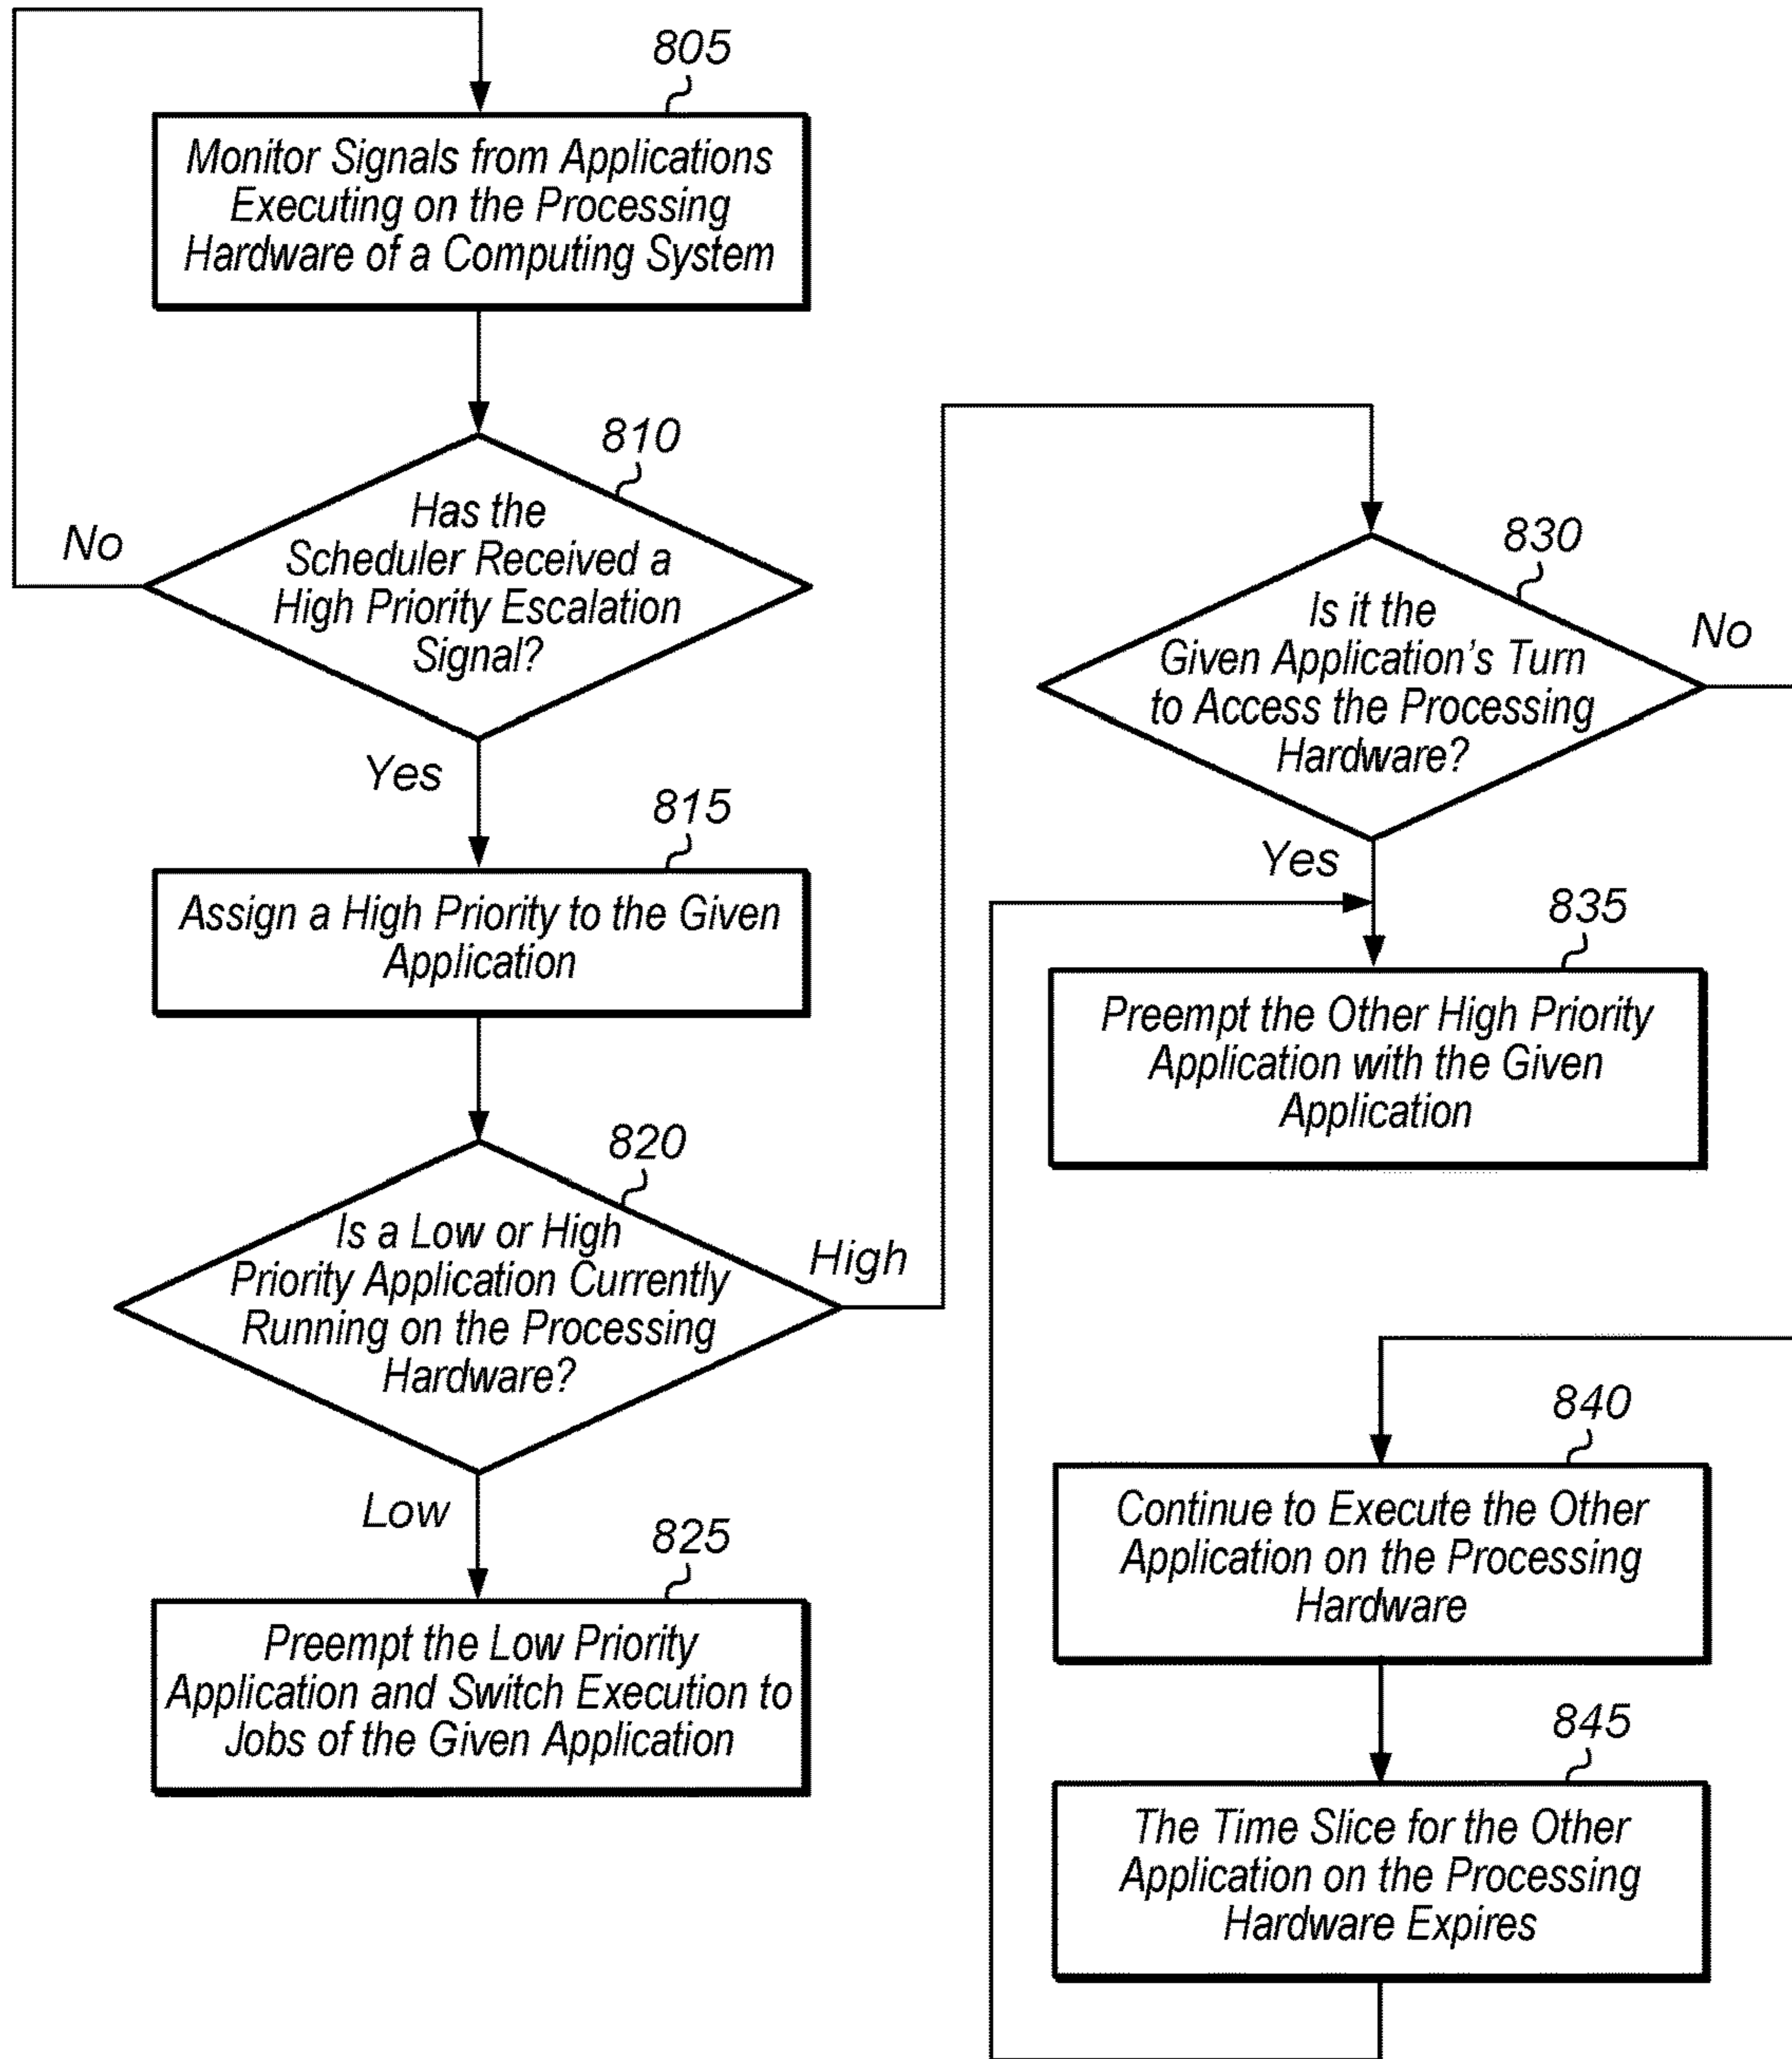 805
Monitor Signals from Applications
Executing on the Processing
Hardware of a Computing System
810
Has the
Scheduler Received a
High Priority Escalation
Signal?
No
Yes
815
Assign a High Priority to the Given
Application
820
Is a Low or High
Priority Application Currently
Running on the Processing
Hardware?
High
Low
825
Preempt the Low Priority
Application and Switch Execution to
Jobs of the Given Application
830
Is it the
Given Application's Turn
to Access the Processing
Hardware?
No
Yes
835
Preempt the Other High Priority
Application with the Given
Application
840
Continue to Execute the Other
Application on the Processing
Hardware
845
The Time Slice for the Other
Application on the Processing
Hardware Expires